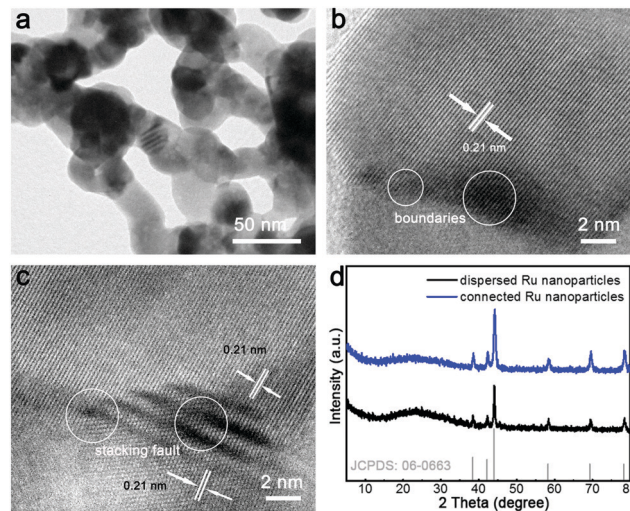 a
50 nm
b
0.21 nm
boundaries
2 nm
c
0.21 nm
stacking fault
0.21 nm
2 nm
d
dispersed Ru nanoparticles
connected Ru nanoparticles
Intensity (a.u.)
JCPDS: 06-0663
10 20 30 40 50 60 70 8
2 Theta (degree)